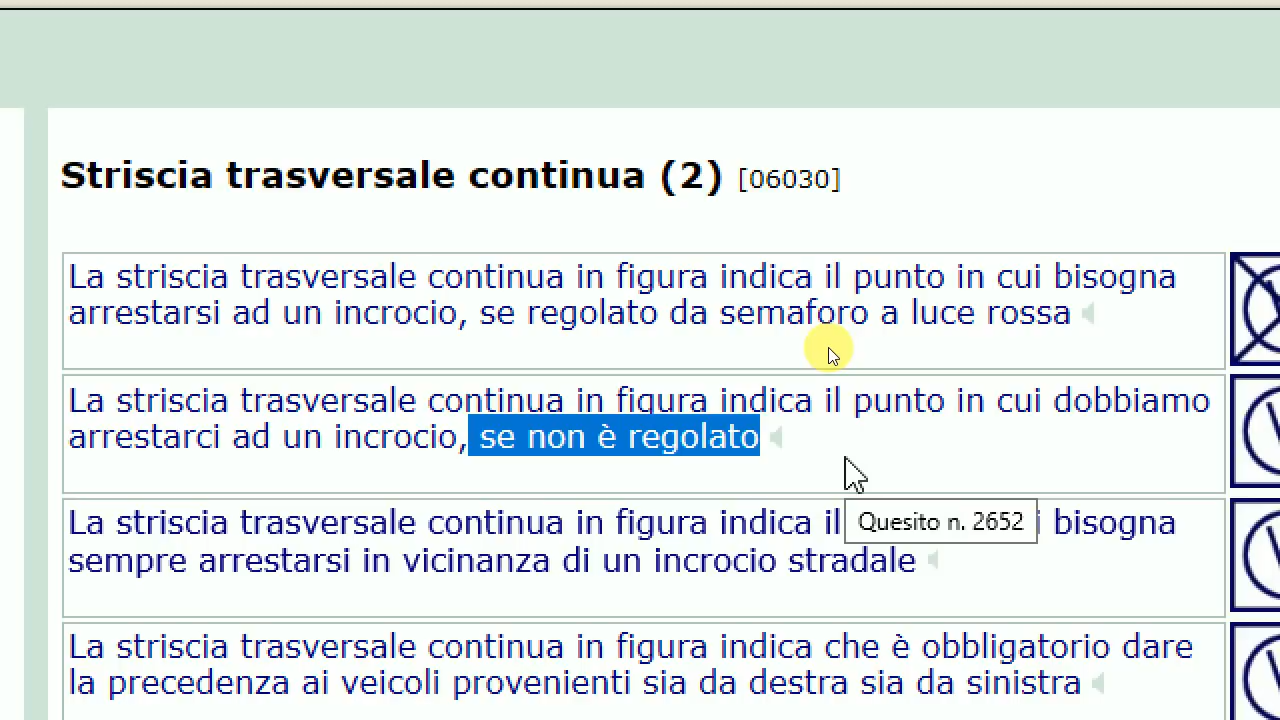 Striscia trasversale continua (2) [06030]
La striscia trasversale continua in figura indica il punto in cui bisogna
arrestarsi ad un incrocio, se regolato da semaforo a luce rossa
La striscia trasversale continua in figura indica il punto in cui dobbiamo
arrestarci ad un incrocio, se non è regolato
Quesito n. 2652
La striscia trasversale continua in figura indica il bisogna
sempre arrestarsi in vicinanza di un incrocio stradale
La striscia trasversale continua in figura indica che è obbligatorio dare
la precedenza ai veicoli provenienti sia da destra sia da sinistra